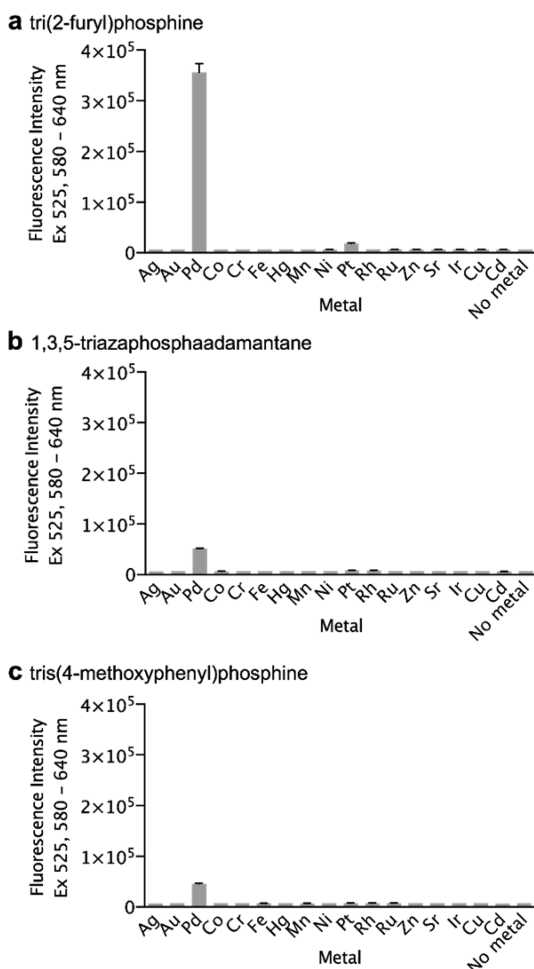 a tri(2-furyl)phosphine
Fluorescence Intensity
Ex 525, 580 – 640 nm
4×10⁵
3×10⁵
2×10⁵
1×10⁵
0
Ag Au Pd Co Cr Fe Hg Mn Ni Pt Rh Ru Zn Sr Ir Cu Cd No metal
Metal
b 1,3,5-triazaphosphaadamantane
Fluorescence Intensity
Ex 525, 580 – 640 nm
4×10⁵
3×10⁵
2×10⁵
1×10⁵
0
Ag Au Pd Co Cr Fe Hg Mn Ni Pt Rh Ru Zn Sr Ir Cu Cd No metal
Metal
c tris(4-methoxyphenyl)phosphine
Fluorescence Intensity
Ex 525, 580 – 640 nm
4×10⁵
3×10⁵
2×10⁵
1×10⁵
0
Ag Au Pd Co Cr Fe Hg Mn Ni Pt Rh Ru Zn Sr Ir Cu Cd No metal
Metal